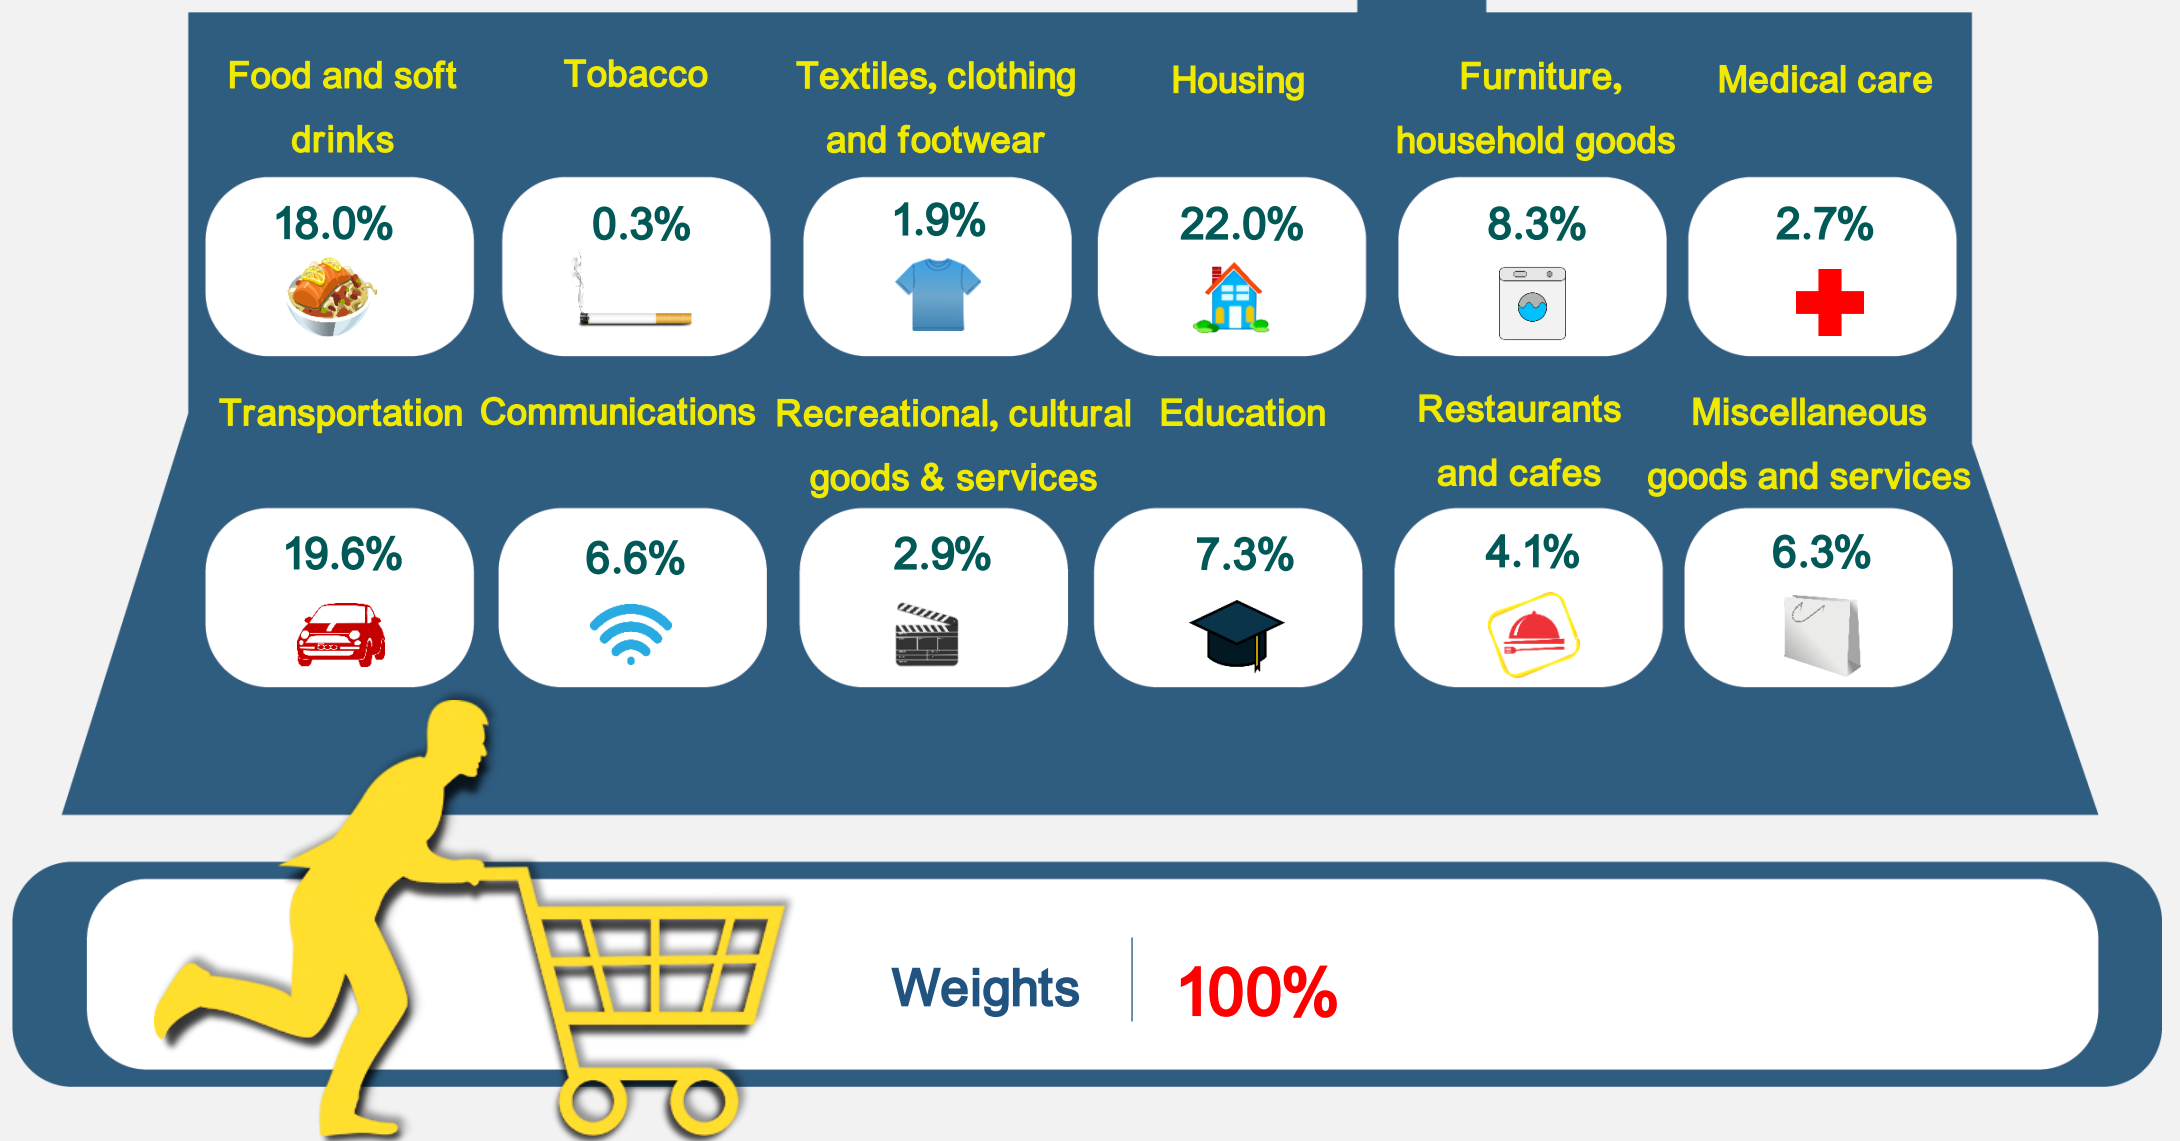 Food and soft
drinks
Tobacco
Textiles, clothing
and footwear
Housing
Furniture,
household goods
Medical care
18.0%
0.3%
1.9%
22.0%
8.3%
2.7%
Transportation
Communications
Recreational, cultural
goods & services
Education
Restaurants
and cafes
Miscellaneous
goods and services
19.6%
6.6%
2.9%
7.3%
4.1%
6.3%
Weights
100%